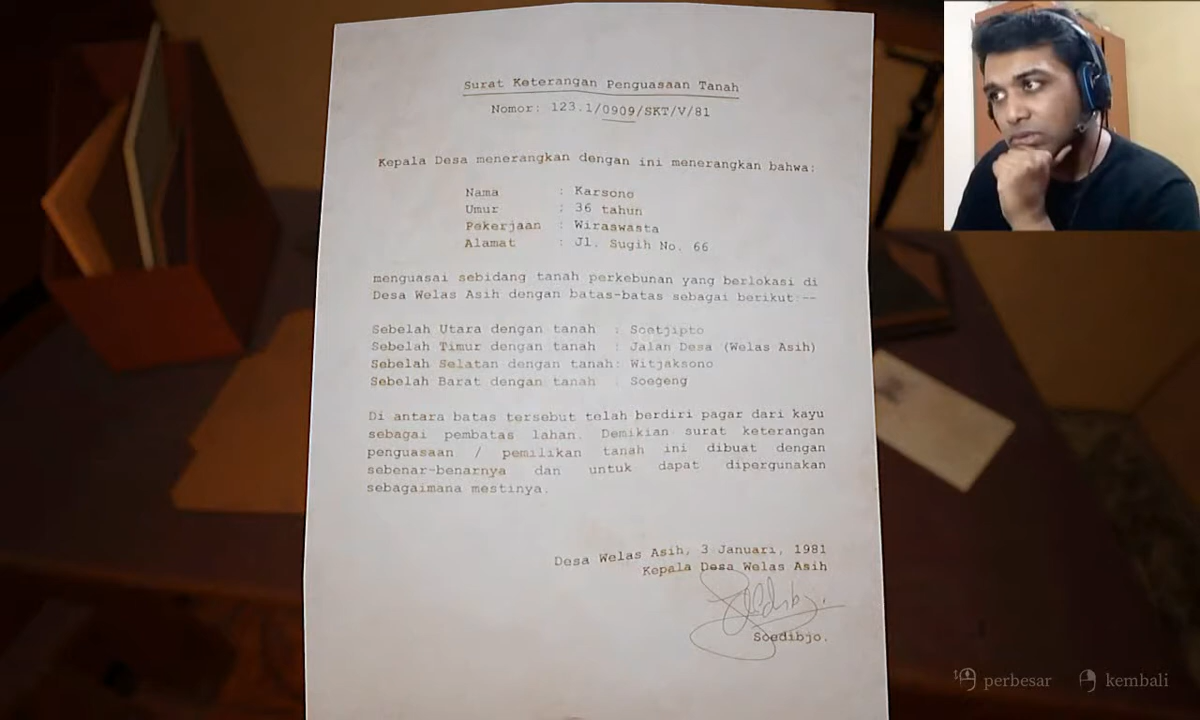 Surat Keterangan Penguasaan Tanah
Nomor: 123.1/0909/SKT/V/81
Kepala Desa menerangkan dengan ini menerangkan bahwa:
Nama : Karsono
Umur : 36 tahun
Pekerjaan : Wiraswasta
Alamat : Jl. Sugih No. 66
menguasai sebidang tanah perkebunan yang berlokasi di
Desa Welas Asih dengan batas-batas sebagai berikut:--
Sebelah Utara dengan tanah : Soetjipto
Sebelah Timur dengan tanah : Jalan Desa (Welas Asih)
Sebelah Selatan dengan tanah: Witjaksono
Sebelah Barat dengan tanah : Soegeng
Di antara batas tersebut telah berdiri pagar dari kayu
sebagai pembatas lahan. Demikian surat keterangan
penguasaan / pemilikan tanah ini dibuat dengan
sebenar-benarnya dan untuk dapat dipergunakan
sebagaimana mestinya.
Desa Welas Asih, 3 Januari, 1981
Kepala Desa Welas Asih
Soedibjo.
perbesar kembali